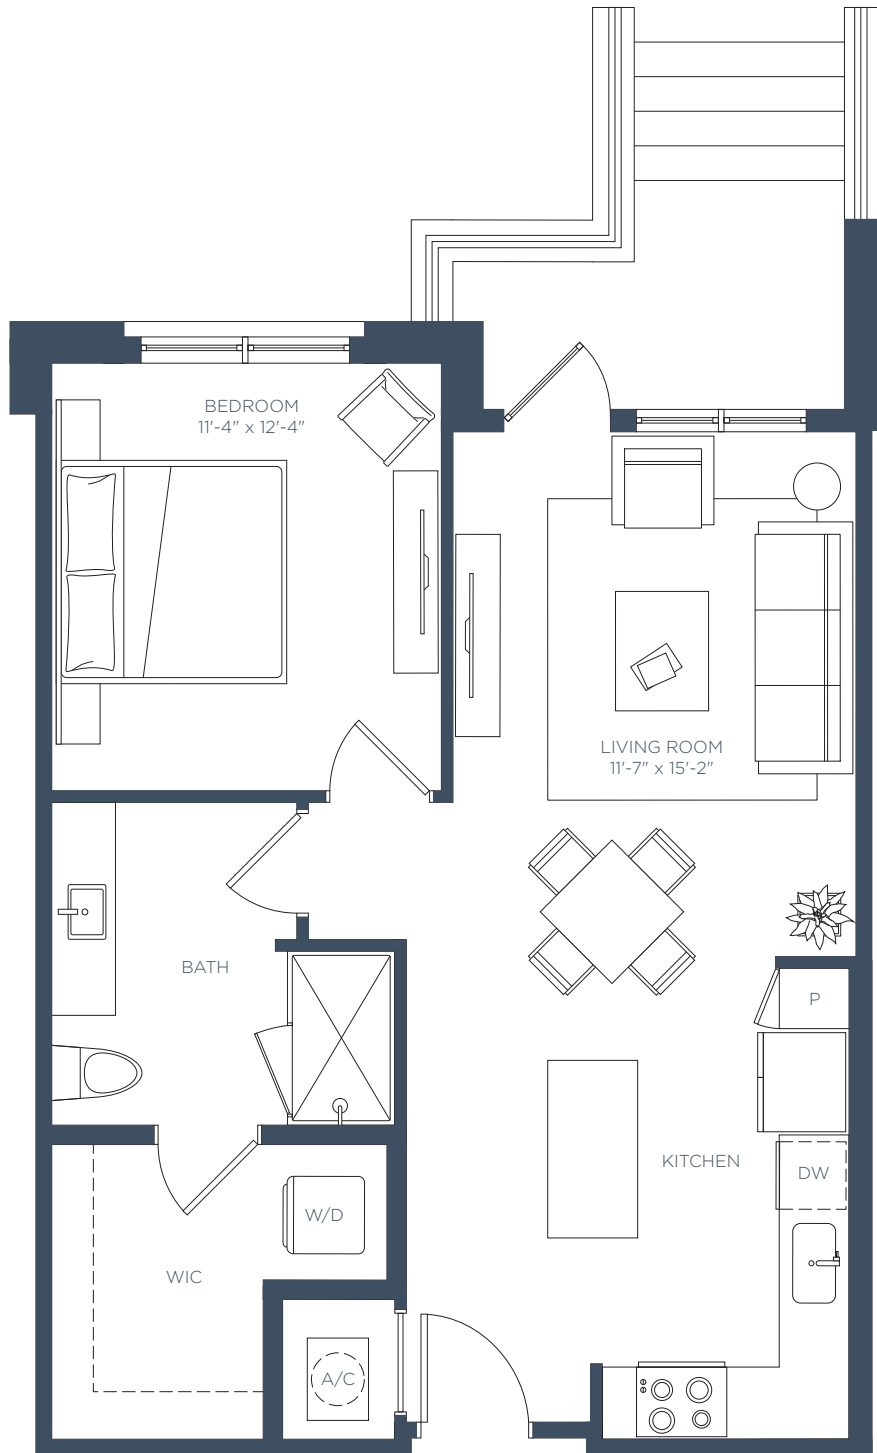 BEDROOM
11'-4" x 12'-4"
LIVING ROOM
11'-7" x 15'-2"
BATH
P
KITCHEN
DW
W/D
WIC
A/C